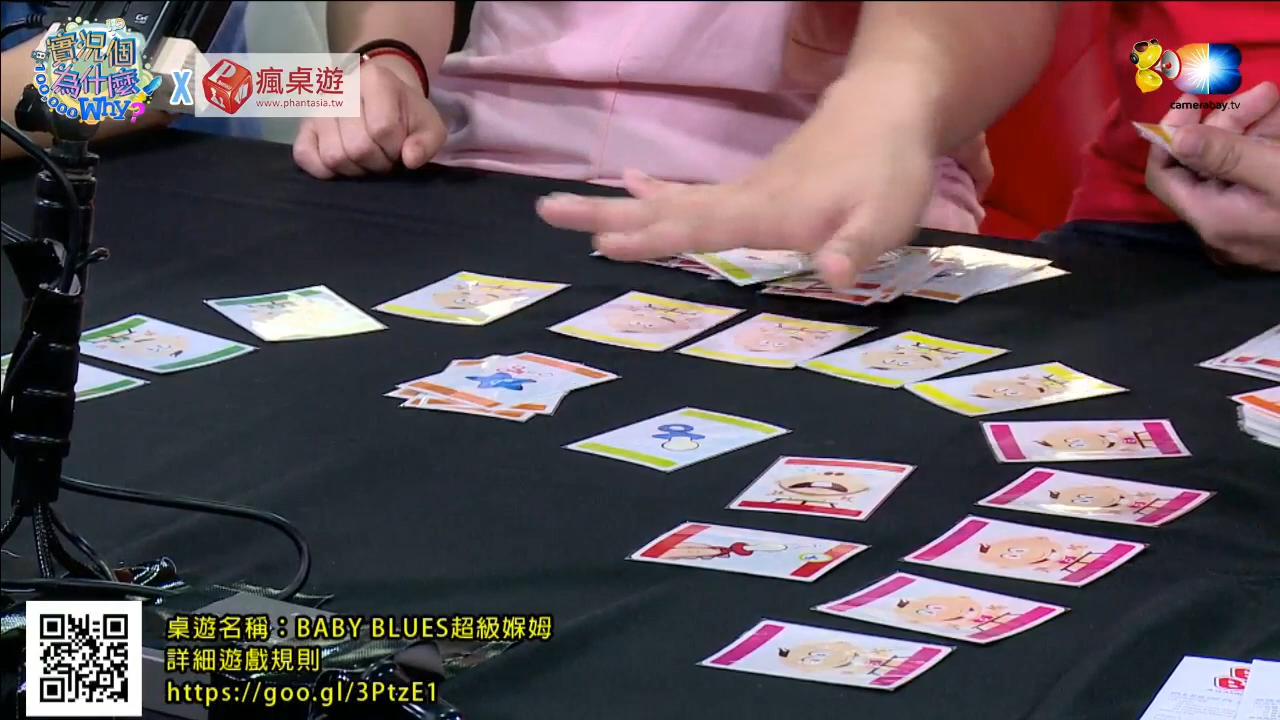 實況個
為什麼
100000 Why?
X
瘋桌遊
www.phantasia.tw
camerabay.tv
桌遊名稱：BABY BLUES超級媬姆
詳細遊戲規則
https://goo.gl/3PtzE1